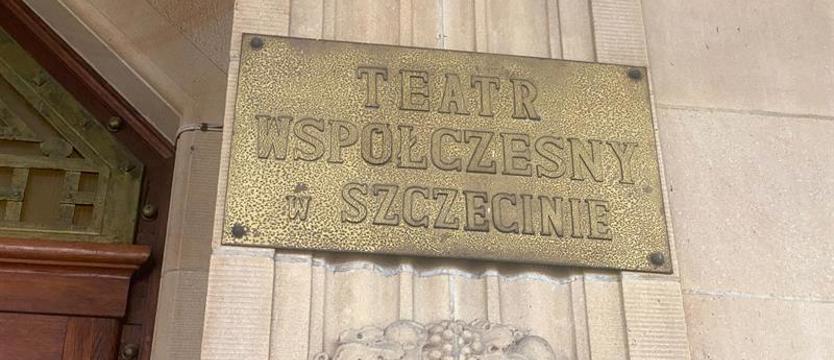 TEATR
WSPÓŁCZESNY
w SZCZECINIE